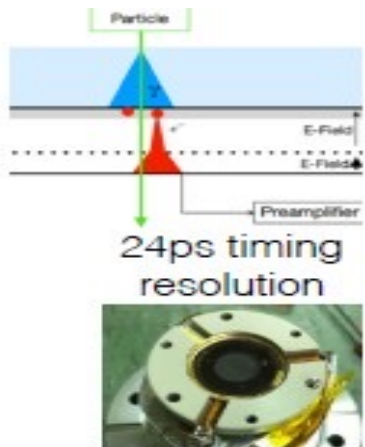 Particle
γ
e⁻
E-Field
E-Field
Preamplifier
24ps timing
resolution